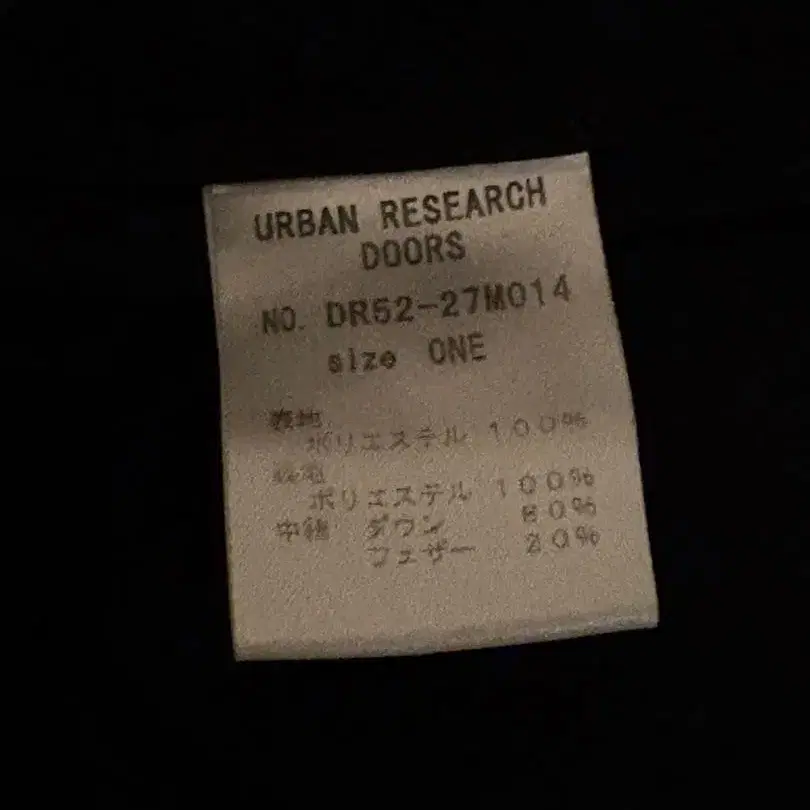 URBAN RESEARCH
DOORS
NO. DR52-27M014
size ONE
表地
ポリエステル 100%
裏地
ポリエステル 100%
中綿 ダウン 80%
フェザー 20%